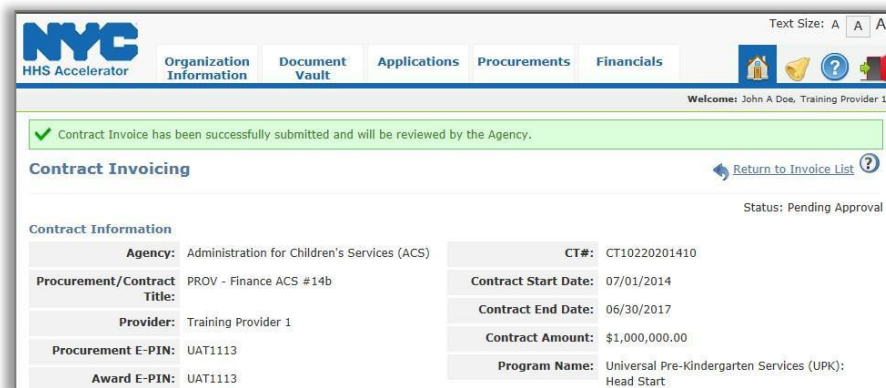 Text Size: A A A
NYC
HHS Accelerator
Organization Information
Document Vault
Applications
Procurements
Financials
Welcome: John A Doe, Training Provider 1
Contract Invoice has been successfully submitted and will be reviewed by the Agency.
Contract Invoicing
Return to Invoice List
Status: Pending Approval
Contract Information
Agency: Administration for Children's Services (ACS)
CT#: CT10220201410
Procurement/Contract Title: PROV - Finance ACS #14b
Contract Start Date: 07/01/2014
Contract End Date: 06/30/2017
Provider: Training Provider 1
Contract Amount: $1,000,000.00
Procurement E-PIN: UAT1113
Program Name: Universal Pre-Kindergarten Services (UPK):
Head Start
Award E-PIN: UAT1113